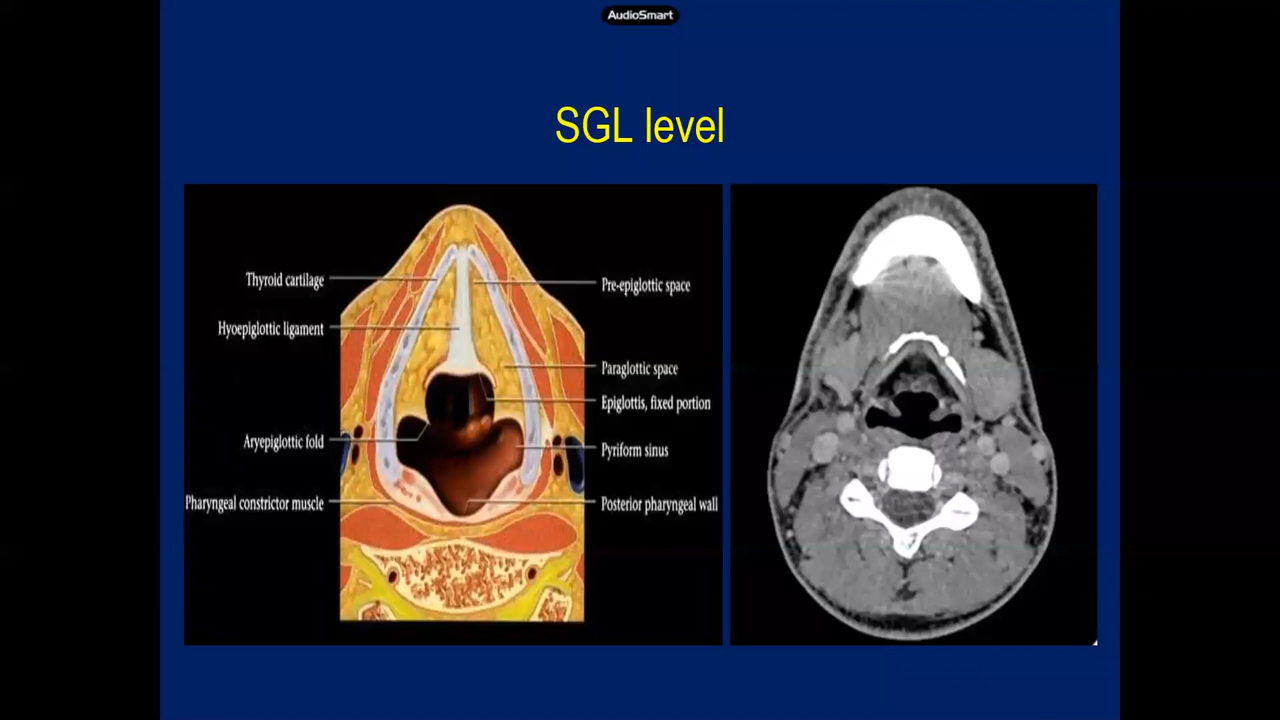 AudioSmart
SGL level
Thyroid cartilage
Hyoepiglottic ligament
Aryepiglottic fold
Pharyngeal constrictor muscle
Pre-epiglottic space
Paraglottic space
Epiglottis, fixed portion
Pyriform sinus
Posterior pharyngeal wall